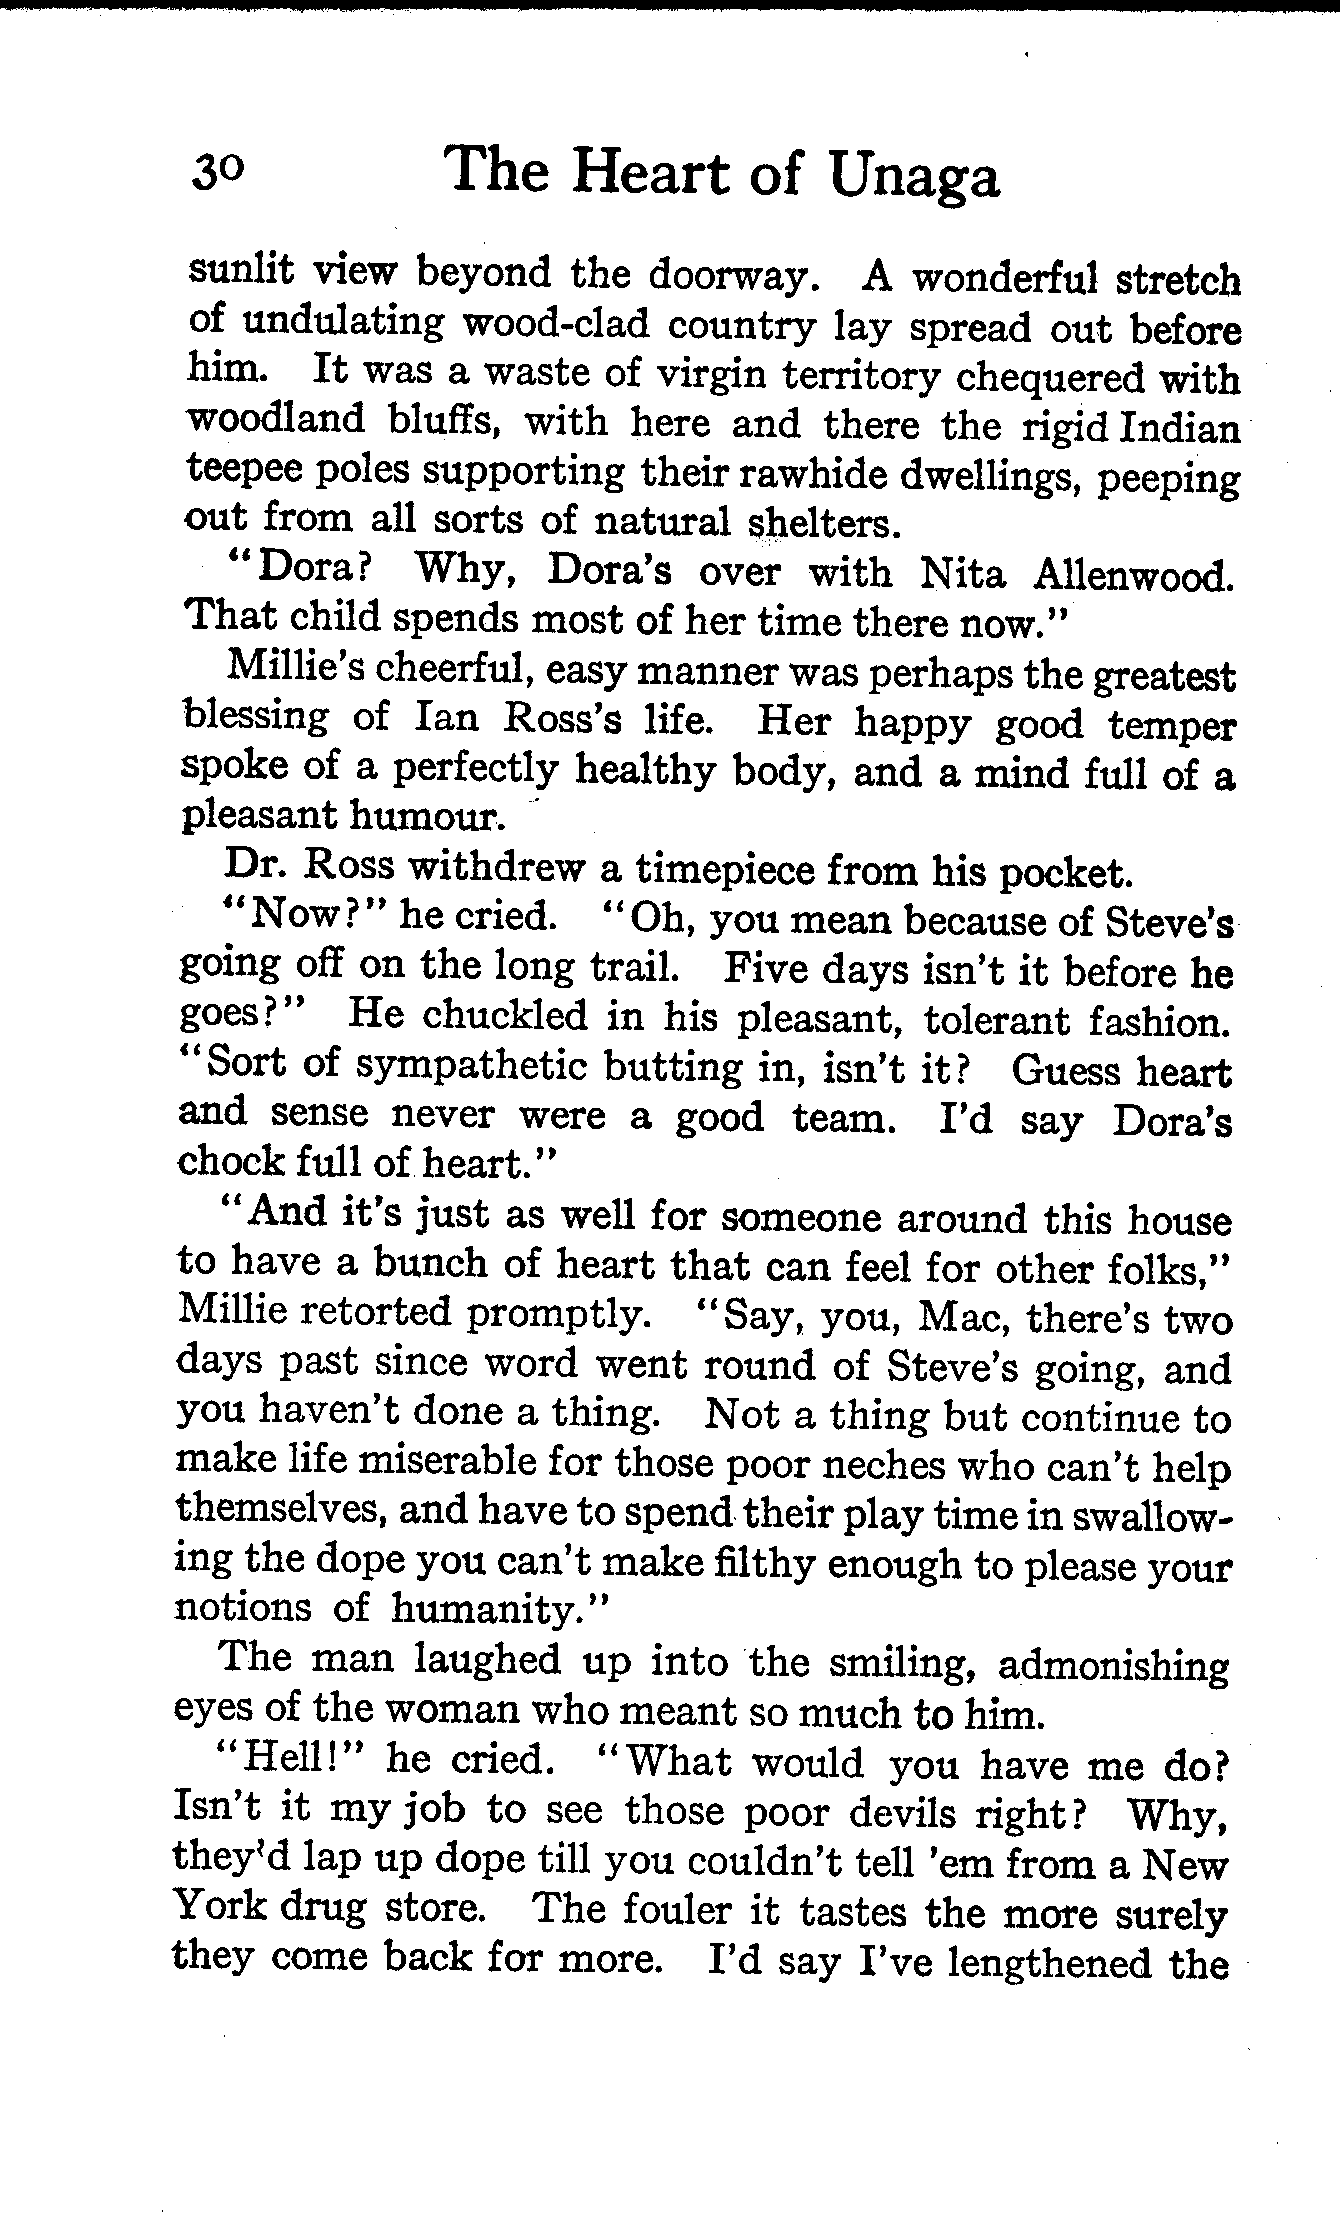 30 The Heart of Unaga
sunlit view beyond the doorway. A wonderful stretch
of undulating wood-clad country lay spread out before
him. It was a waste of virgin territory chequered with
woodland bluffs, with here and there the rigid Indian
teepee poles supporting their rawhide dwellings, peeping
out from all sorts of natural shelters.
"Dora? Why, Dora's over with Nita Allenwood.
That child spends most of her time there now."
Millie's cheerful, easy manner was perhaps the greatest
blessing of Ian Ross's life. Her happy good temper
spoke of a perfectly healthy body, and a mind full of a
pleasant humour.
Dr. Ross withdrew a timepiece from his pocket.
"Now?" he cried. "Oh, you mean because of Steve's
going off on the long trail. Five days isn't it before he
goes?" He chuckled in his pleasant, tolerant fashion.
"Sort of sympathetic butting in, isn't it? Guess heart
and sense never were a good team. I'd say Dora's
chock full of heart."
"And it's just as well for someone around this house
to have a bunch of heart that can feel for other folks,"
Millie retorted promptly. "Say, you, Mac, there's two
days past since word went round of Steve's going, and
you haven't done a thing. Not a thing but continue to
make life miserable for those poor neches who can't help
themselves, and have to spend their play time in swallow-
ing the dope you can't make filthy enough to please your
notions of humanity."
The man laughed up into the smiling, admonishing
eyes of the woman who meant so much to him.
"Hell!" he cried. "What would you have me do?
Isn't it my job to see those poor devils right? Why,
they'd lap up dope till you couldn't tell 'em from a New
York drug store. The fouler it tastes the more surely
they come back for more. I'd say I've lengthened the